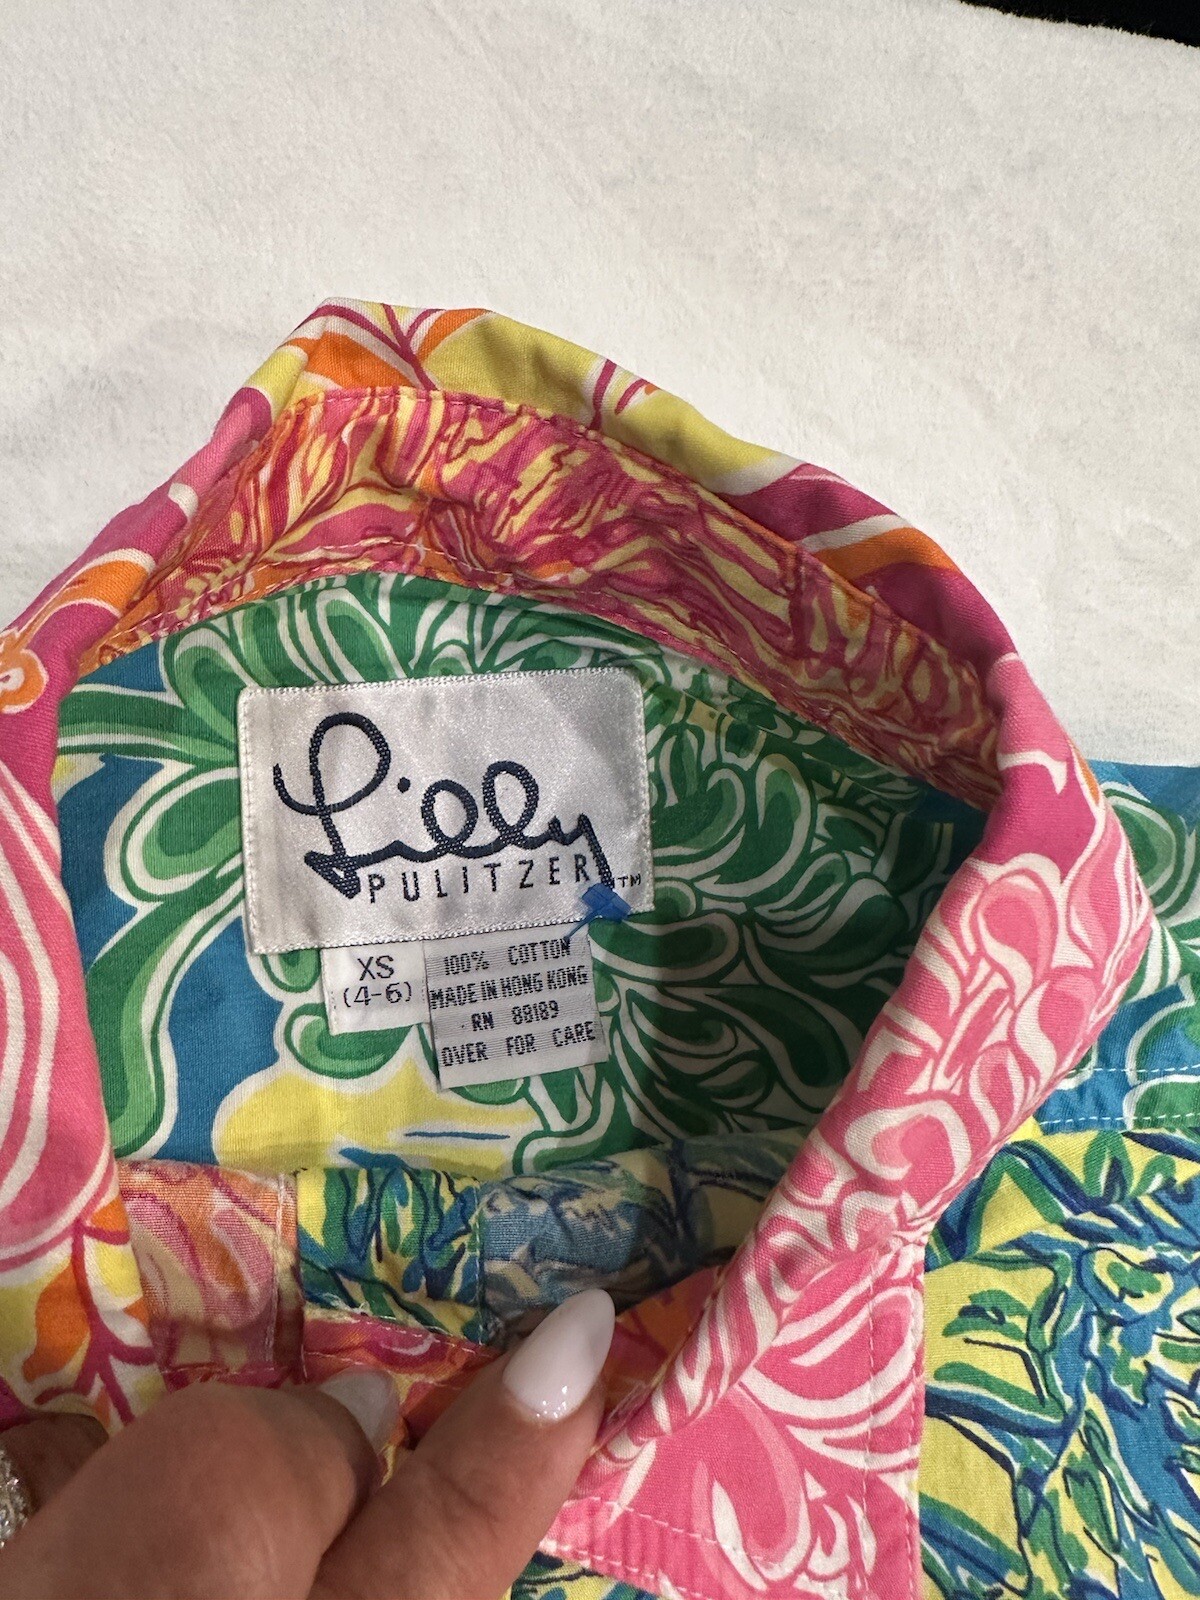 Lilly
PULITZER™
XS
(4-6)
100% COTTON
MADE IN HONG KONG
RN 88189
OVER FOR CARE